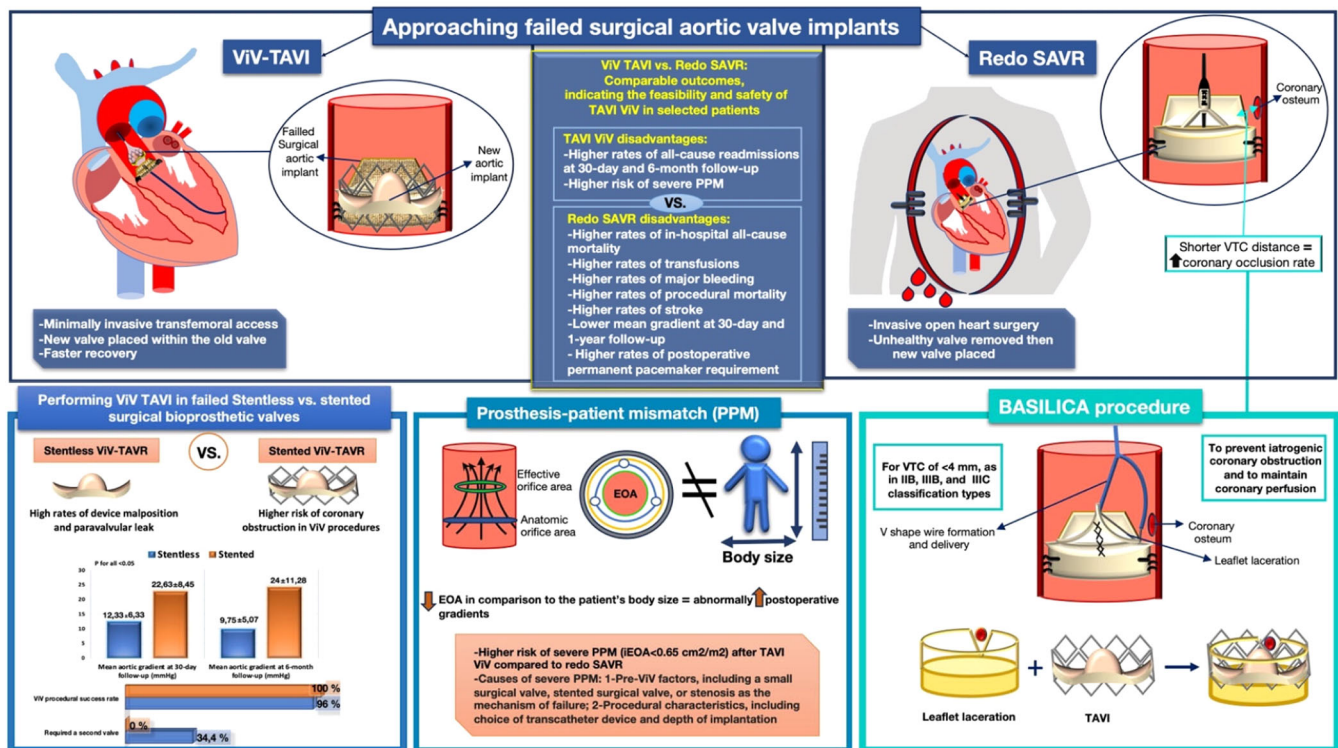 Approaching failed surgical aortic valve implants
ViV-TAVI
Failled
Surgical
aortic
implant
New
aortic
implant
-Minimally invasive transfemoral access
-New valve placed within the old valve
-Faster recovery
ViV TAVI vs. Redo SAVR:
Comparable outcomes,
indicating the feasibility and safety of
TAVI ViV in selected patients
TAVI ViV disadvantages:
-Higher rates of all-cause readmissions
at 30-day and 6-month follow-up
-Higher risk of severe PPM
VS.
Redo SAVR disadvantages:
-Higher rates of in-hospital all-cause
mortality
-Higher rates of transfusions
-Higher rates of major bleeding
-Higher rates of procedural mortality
-Higher rates of stroke
-Lower mean gradient at 30-day and
1-year follow-up
- Higher rates of postoperative
permanent pacemaker requirement
Redo SAVR
Coronary
osteum
Shorter VTC distance =
coronary occlusion rate
-Invasive open heart surgery
-Unhealthy valve removed then
new valve placed
Performing ViV TAVI in failed Stentless vs. stented
surgical bioprosthetic valves
Stentless ViV-TAVR
VS.
Stented ViV-TAVR
High rates of device malposition
and paravalvular leak
Higher risk of coronary
obstruction in ViV procedures
Stentless
Stented
P for all <0.05
30
25
20
15
10
5
0
12,33±6,33
22,63±8,45
9,75±5,07
24±11,28
Mean aortic gradient at 30-day
follow-up (mmHg)
Mean aortic gradient at 6-month
follow-up (mmHg)
ViV procedural success rate
100 %
96 %
Required a second valve
0 %
34,4 %
Prosthesis-patient mismatch (PPM)
Effective
orifice area
Anatomic
orifice area
EOA
≠
Body size
EOA in comparison to the patient's body size = abnormally postoperative
gradients
-Higher risk of severe PPM (iEOA<0.65 cm2/m2) after TAVI
ViV compared to redo SAVR
-Causes of severe PPM: 1-Pre-ViV factors, including a small
surgical valve, stented surgical valve, or stenosis as the
mechanism of failure; 2-Procedural characteristics, including
choice of transcatheter device and depth of implantation
BASILICA procedure
For VTC of <4 mm, as
in IIB, IIIB, and IIIC
classification types
To prevent iatrogenic
coronary obstruction
and to maintain
coronary perfusion
V shape wire formation
and delivery
Coronary
osteum
Leaflet laceration
+
Leaflet laceration
TAVI